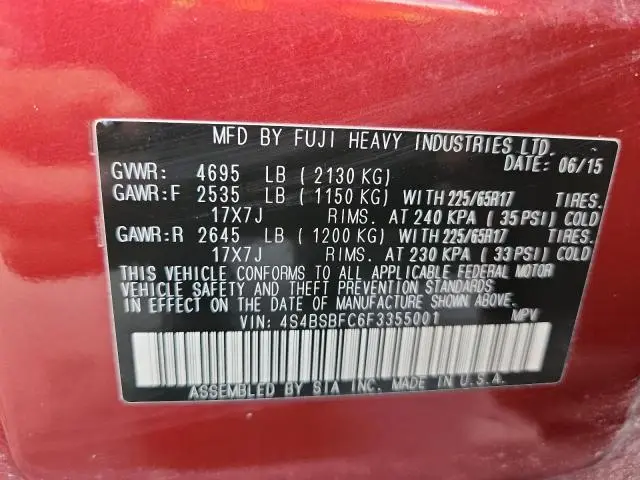 MFD BY FUJI HEAVY INDUSTRIES LTD.
DATE: 06/15
GVWR: 4695 LB ( 2130 KG)
GAWR:F 2535 LB ( 1150 KG) WITH 225/65R17 TIRES.
17X7J RIMS. AT 240 KPA ( 35 PSI) COLD
GAWR:R 2645 LB ( 1200 KG) WITH 225/65R17 TIRES.
17X7J RIMS. AT 230 KPA ( 33 PSI) COLD
THIS VEHICLE CONFORMS TO ALL APPLICABLE FEDERAL MOTOR
VEHICLE SAFETY AND THEFT PREVENTION STANDARDS
IN EFFECT ON THE DATE OF MANUFACTURE SHOWN ABOVE.
VIN: 4S4BSBFC6F3355001 MPV
ASSEMBLED BY SIA INC. MADE IN U.S.A.